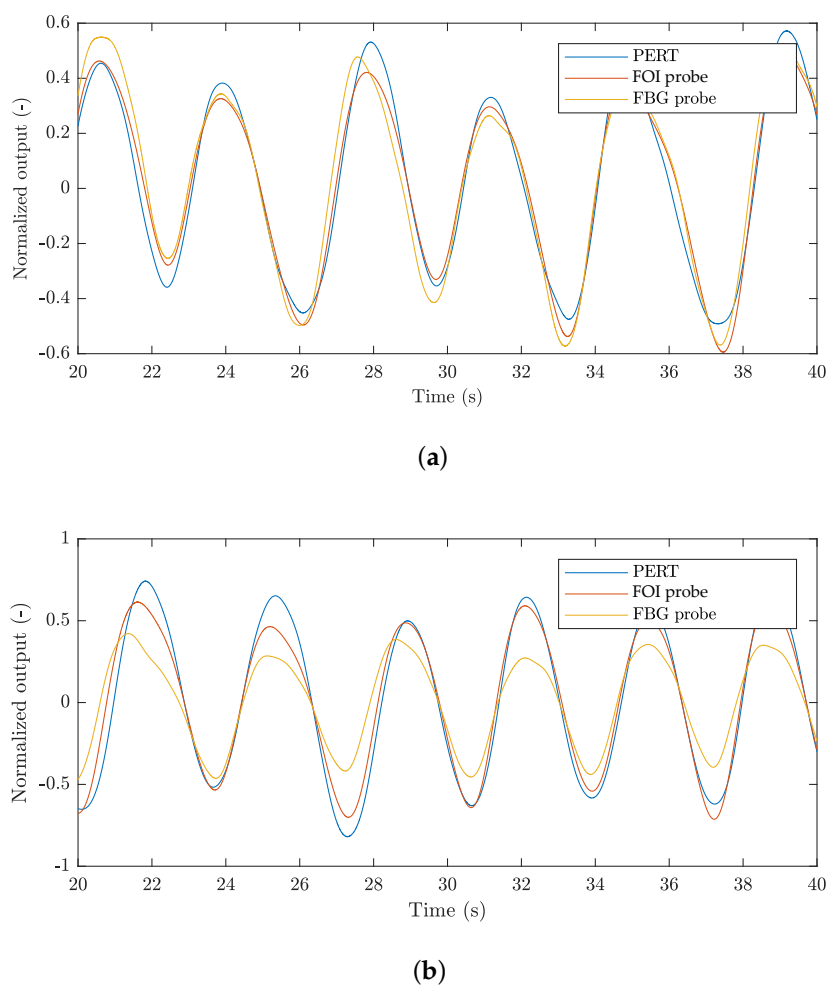 0.6
0.4
0.2
0
-0.2
-0.4
-0.6
Normalized output (-)
PERT
FOI probe
FBG probe
20 22 24 26 28 30 32 34 36 38 40
Time (s)
(a)
1
0.5
0
-0.5
-1
Normalized output (-)
PERT
FOI probe
FBG probe
20 22 24 26 28 30 32 34 36 38 40
Time (s)
(b)